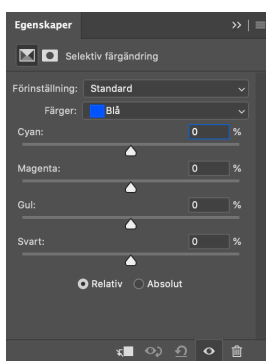 Egenskaper
Selektiv färgändring
Förinställning: Standard
Färger: Blå
Cyan: 0 %
Magenta: 0 %
Gul: 0 %
Svart: 0 %
Relativ Absolut